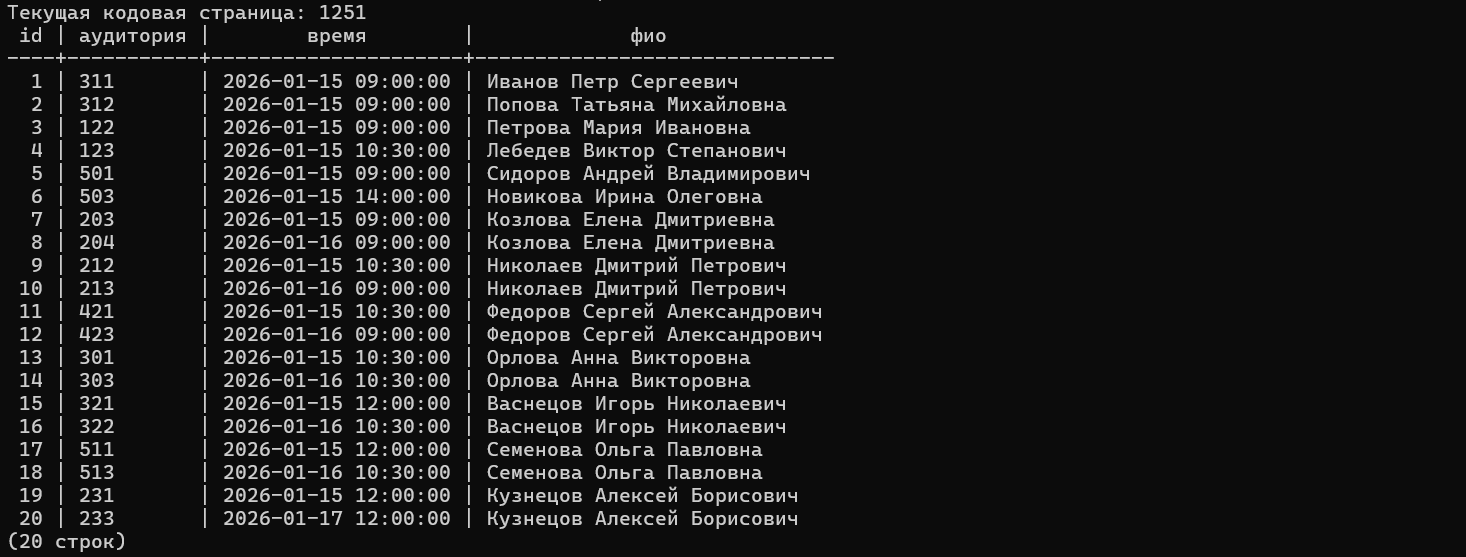 Текущая кодовая страница: 1251
 id | аудитория |        время        |             фио
----+-----------+---------------------+------------------------------
  1 | 311       | 2026-01-15 09:00:00 | Иванов Петр Сергеевич
  2 | 312       | 2026-01-15 09:00:00 | Попова Татьяна Михайловна
  3 | 122       | 2026-01-15 09:00:00 | Петрова Мария Ивановна
  4 | 123       | 2026-01-15 10:30:00 | Лебедев Виктор Степанович
  5 | 501       | 2026-01-15 09:00:00 | Сидоров Андрей Владимирович
  6 | 503       | 2026-01-15 14:00:00 | Новикова Ирина Олеговна
  7 | 203       | 2026-01-15 09:00:00 | Козлова Елена Дмитриевна
  8 | 204       | 2026-01-16 09:00:00 | Козлова Елена Дмитриевна
  9 | 212       | 2026-01-15 10:30:00 | Николаев Дмитрий Петрович
 10 | 213       | 2026-01-16 09:00:00 | Николаев Дмитрий Петрович
 11 | 421       | 2026-01-15 10:30:00 | Федоров Сергей Александрович
 12 | 423       | 2026-01-16 09:00:00 | Федоров Сергей Александрович
 13 | 301       | 2026-01-15 10:30:00 | Орлова Анна Викторовна
 14 | 303       | 2026-01-16 10:30:00 | Орлова Анна Викторовна
 15 | 321       | 2026-01-15 12:00:00 | Васнецов Игорь Николаевич
 16 | 322       | 2026-01-16 10:30:00 | Васнецов Игорь Николаевич
 17 | 511       | 2026-01-15 12:00:00 | Семенова Ольга Павловна
 18 | 513       | 2026-01-16 10:30:00 | Семенова Ольга Павловна
 19 | 231       | 2026-01-15 12:00:00 | Кузнецов Алексей Борисович
 20 | 233       | 2026-01-17 12:00:00 | Кузнецов Алексей Борисович
(20 строк)